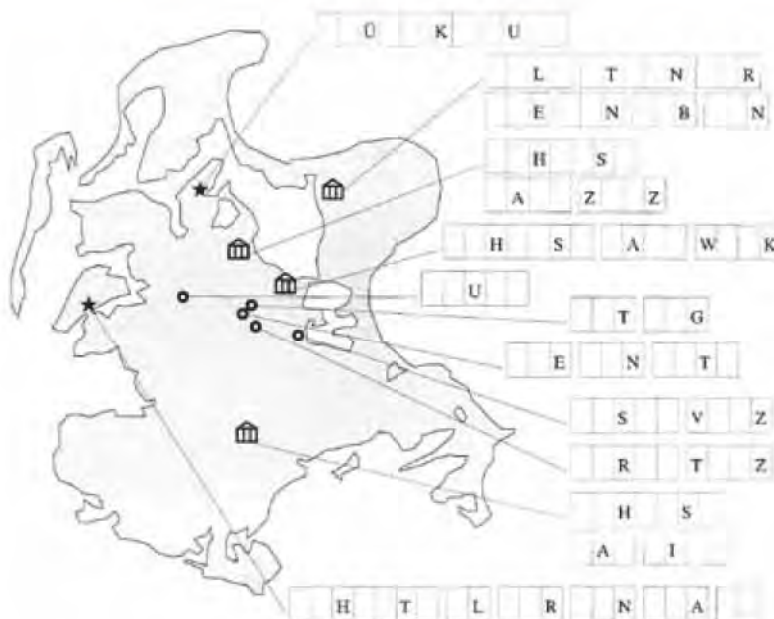 Ü K U
L T N R
E N B N
H S
A Z Z
H S A W K
U
T G
E N T
S V Z
R T Z
H S
A I
H T L R N A